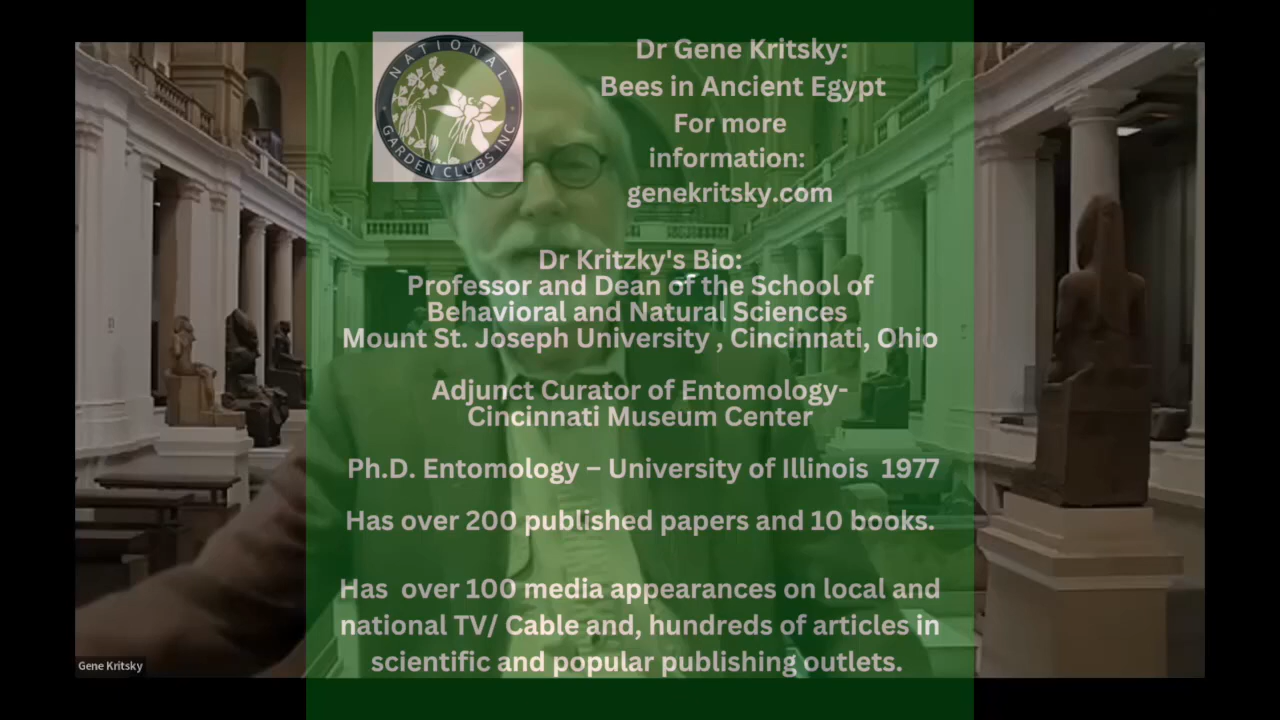 NATIONAL
GARDEN CLUBS INC
Dr Gene Kritsky:
Bees in Ancient Egypt
For more
information:
genekritsky.com
Dr Kritzky's Bio:
Professor and Dean of the School of
Behavioral and Natural Sciences
Mount St. Joseph University , Cincinnati, Ohio
Adjunct Curator of Entomology-
Cincinnati Museum Center
Ph.D. Entomology – University of Illinois  1977
Has over 200 published papers and 10 books.
Has  over 100 media appearances on local and
national TV/ Cable and, hundreds of articles in
scientific and popular publishing outlets.
Gene Kritsky